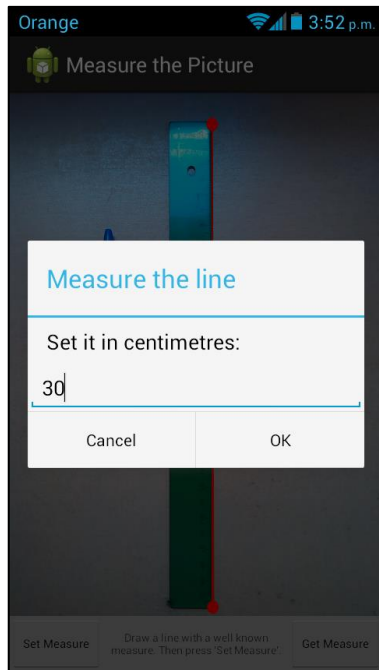 Orange 3:52 p.m.
Measure the Picture
Measure the line
Set it in centimetres:
30
Cancel OK
Set Measure Draw a line with a well known
measure. Then press 'Set Measure'. Get Measure